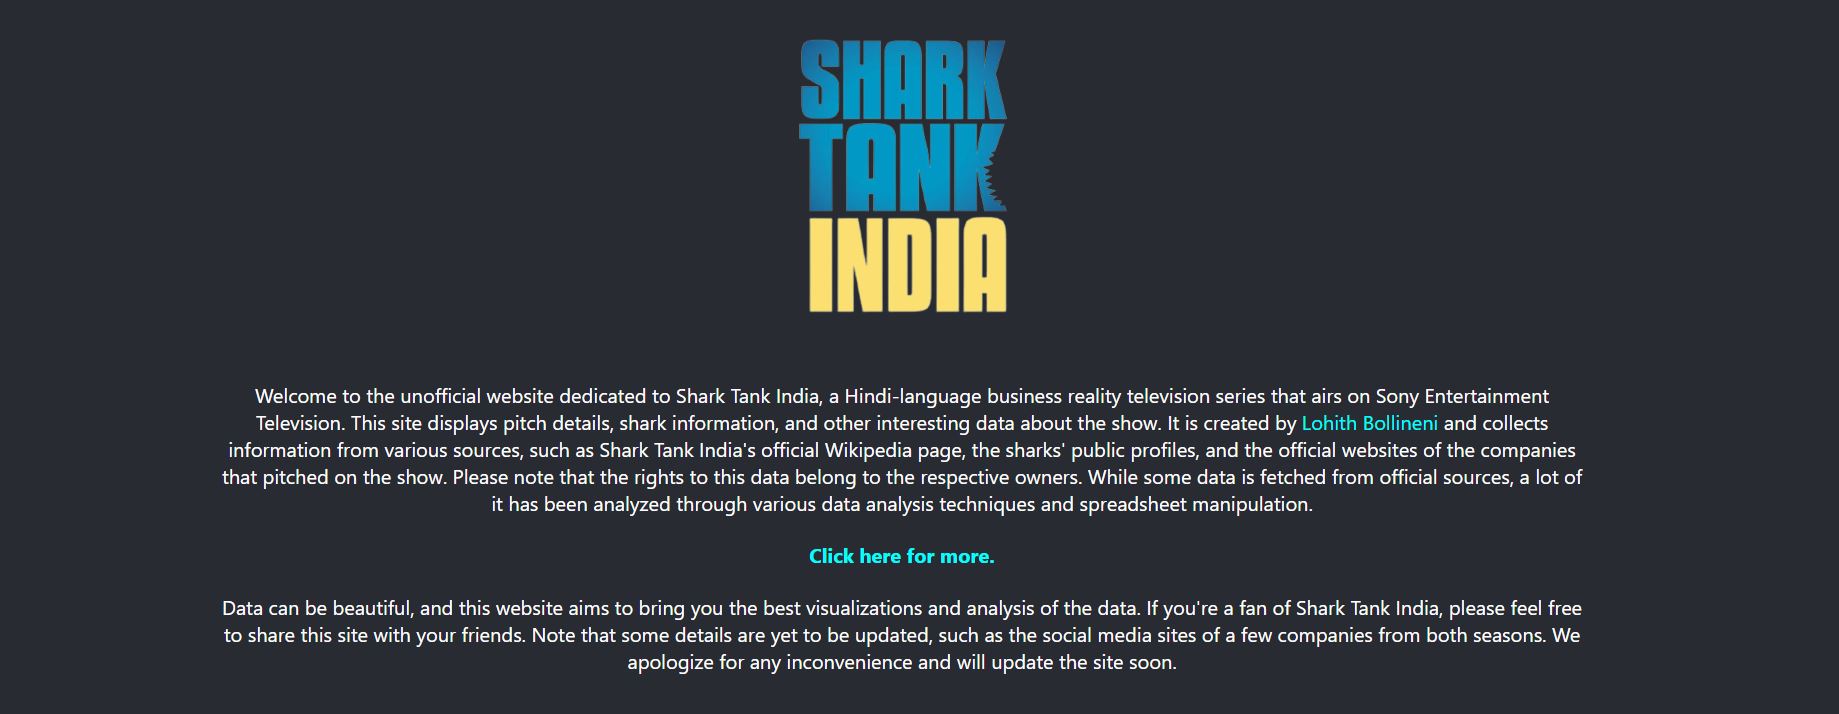 SHARK
TANK
INDIA
Welcome to the unofficial website dedicated to Shark Tank India, a Hindi-language business reality television series that airs on Sony Entertainment
Television. This site displays pitch details, shark information, and other interesting data about the show. It is created by Lohith Bollineni and collects
information from various sources, such as Shark Tank India's official Wikipedia page, the sharks' public profiles, and the official websites of the companies
that pitched on the show. Please note that the rights to this data belong to the respective owners. While some data is fetched from official sources, a lot of
it has been analyzed through various data analysis techniques and spreadsheet manipulation.
Click here for more.
Data can be beautiful, and this website aims to bring you the best visualizations and analysis of the data. If you're a fan of Shark Tank India, please feel free
to share this site with your friends. Note that some details are yet to be updated, such as the social media sites of a few companies from both seasons. We
apologize for any inconvenience and will update the site soon.